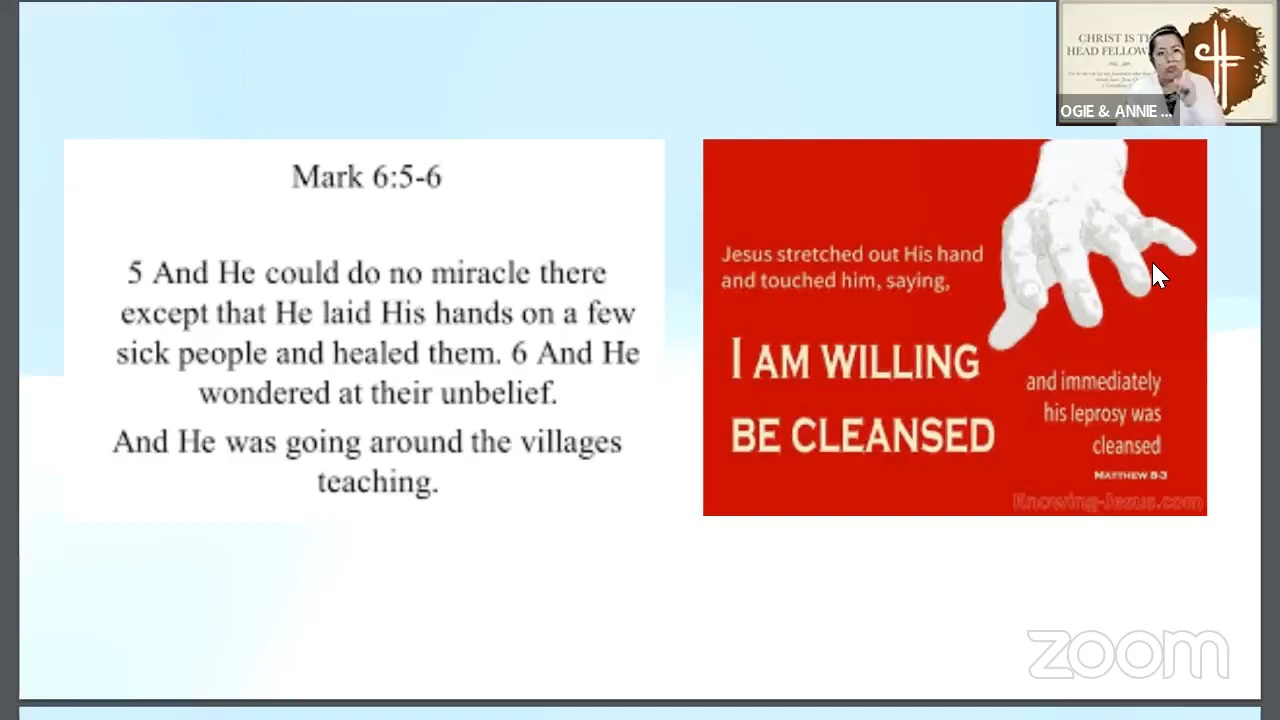 CHRIST IS TH
HEAD FELLOW
OGIE & ANNIE ...
Mark 6:5-6
5 And He could do no miracle there
except that He laid His hands on a few
sick people and healed them. 6 And He
wondered at their unbelief.
And He was going around the villages
teaching.
Jesus stretched out His hand
and touched him, saying,
I AM WILLING
BE CLEANSED
and immediately
his leprosy was
cleansed
MATTHEW 8:3
Knowing-Jesus.com
zoom